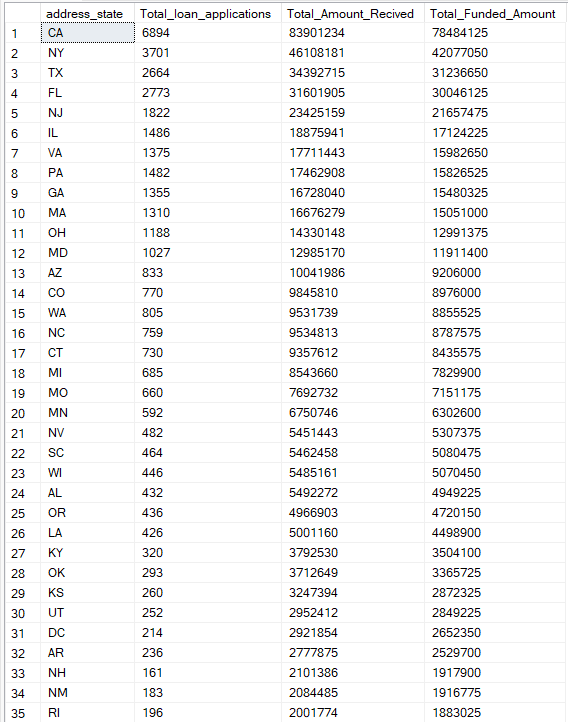 address_state Total_loan_applications Total_Amount_Recived Total_Funded_Amount
1 CA 6894 83901234 78484125
2 NY 3701 46108181 42077050
3 TX 2664 34392715 31236650
4 FL 2773 31601905 30046125
5 NJ 1822 23425159 21657475
6 IL 1486 18875941 17124225
7 VA 1375 17711443 15982650
8 PA 1482 17462908 15826525
9 GA 1355 16728040 15480325
10 MA 1310 16676279 15051000
11 OH 1188 14330148 12991375
12 MD 1027 12985170 11911400
13 AZ 833 10041986 9206000
14 CO 770 9845810 8976000
15 WA 805 9531739 8855525
16 NC 759 9534813 8787575
17 CT 730 9357612 8435575
18 MI 685 8543660 7829900
19 MO 660 7692732 7151175
20 MN 592 6750746 6302600
21 NV 482 5451443 5307375
22 SC 464 5462458 5080475
23 WI 446 5485161 5070450
24 AL 432 5492272 4949225
25 OR 436 4966903 4720150
26 LA 426 5001160 4498900
27 KY 320 3792530 3504100
28 OK 293 3712649 3365725
29 KS 260 3247394 2872325
30 UT 252 2952412 2849225
31 DC 214 2921854 2652350
32 AR 236 2777875 2529700
33 NH 161 2101386 1917900
34 NM 183 2084485 1916775
35 RI 196 2001774 1883025